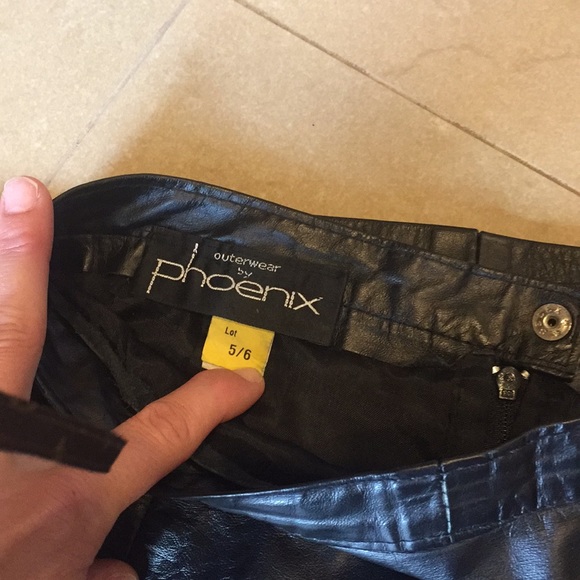 outerwear
by
phoenix
Lot
5/6